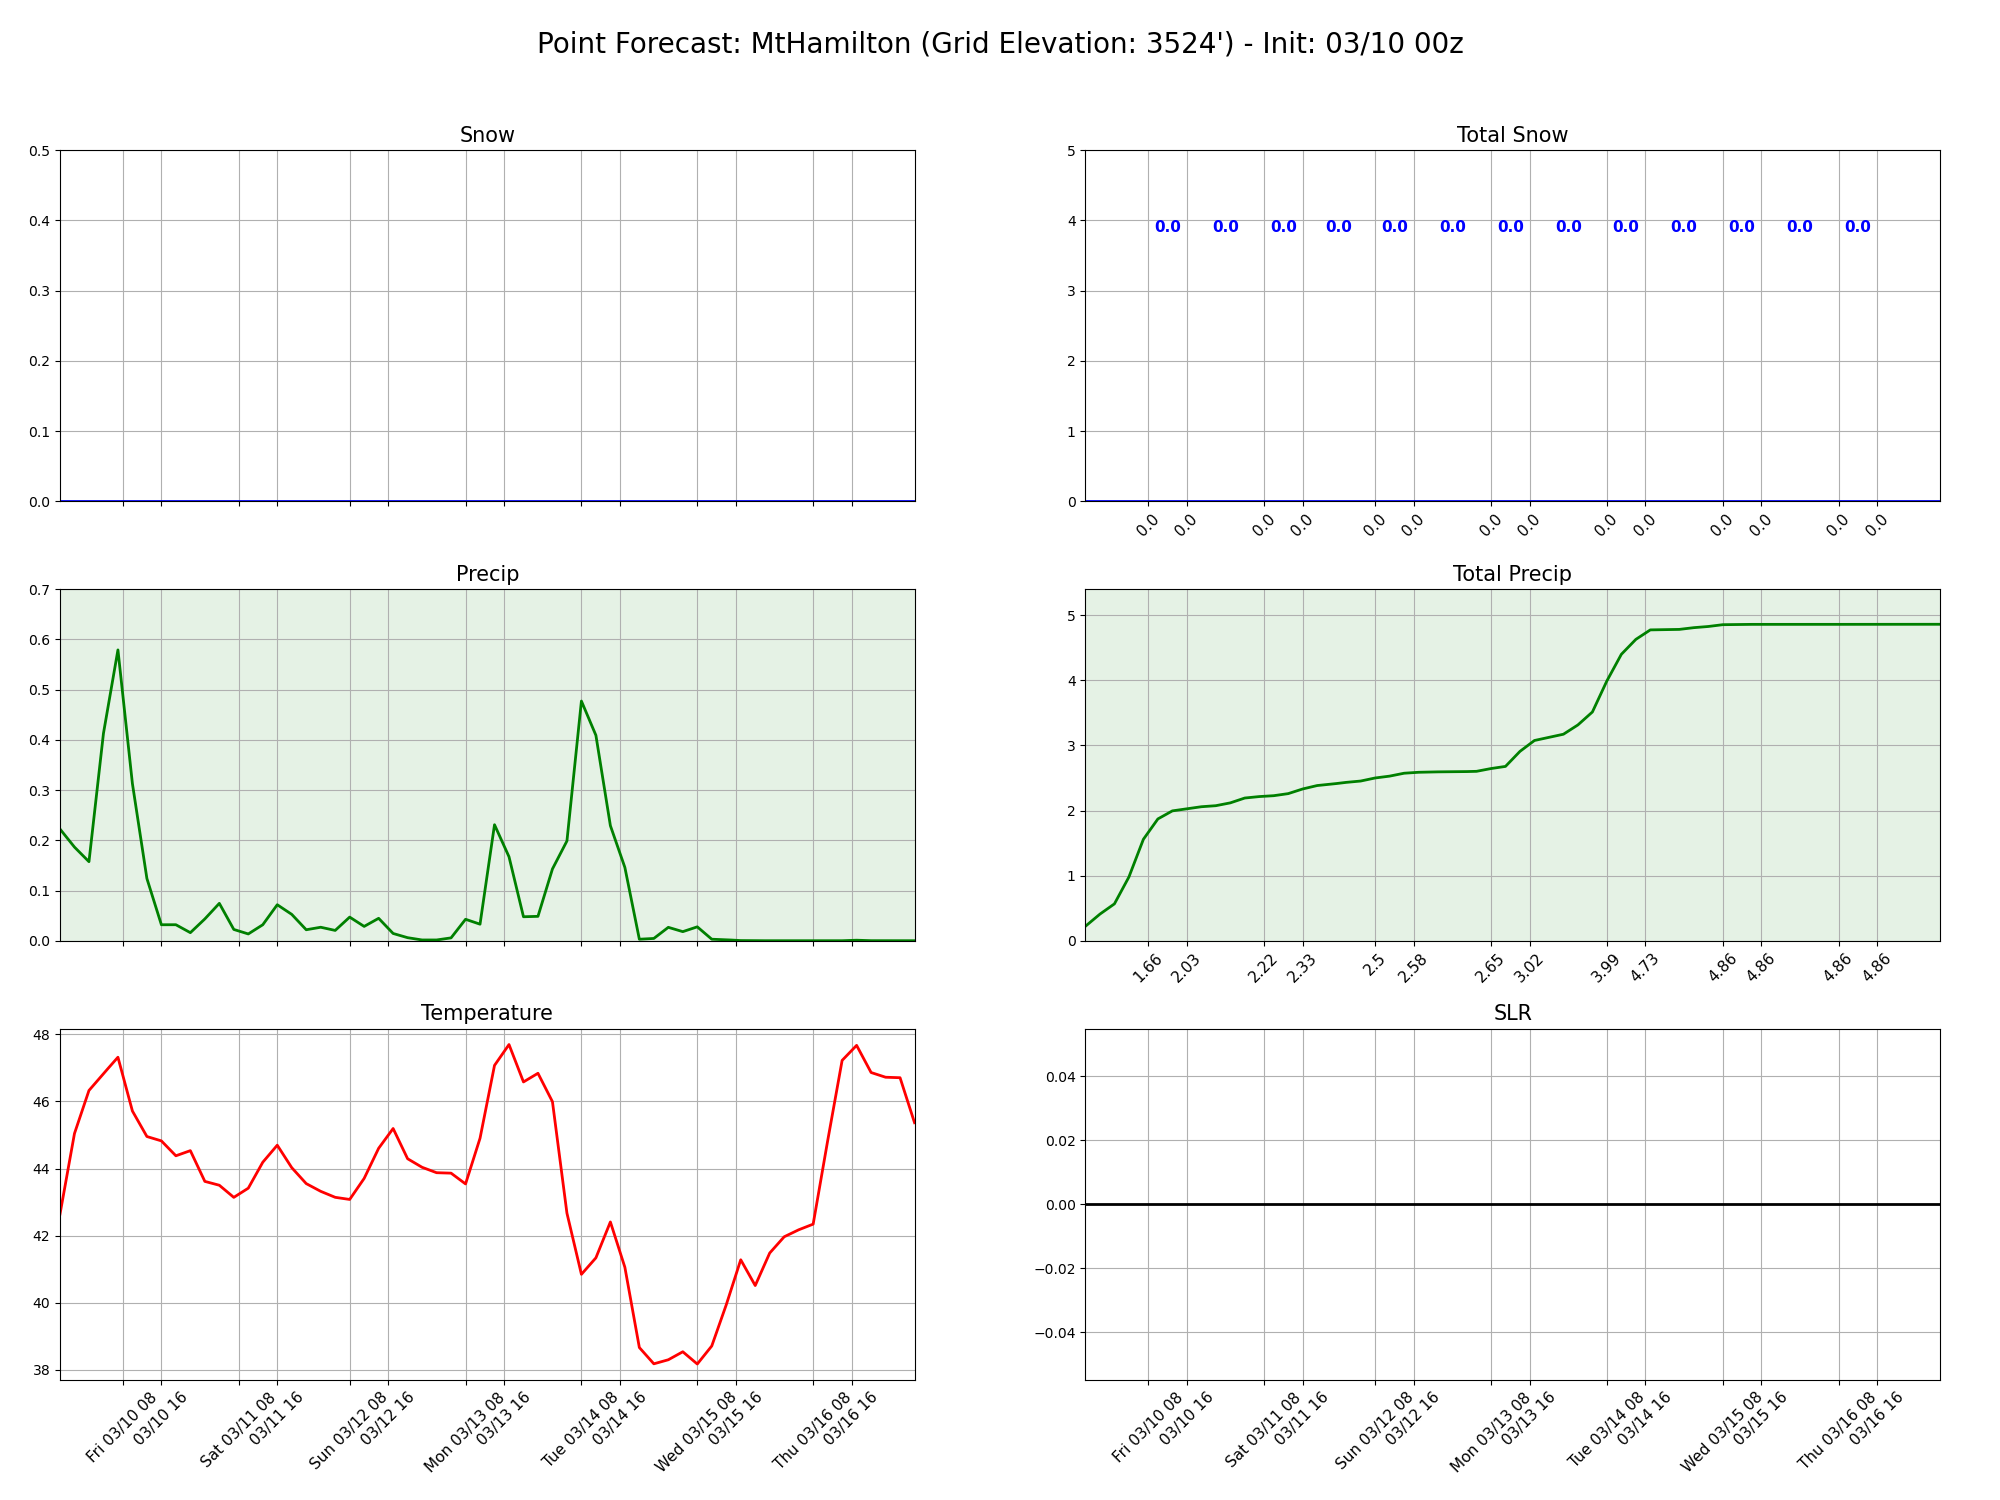 Point Forecast: MtHamilton (Grid Elevation: 3524') - Init: 03/10 00z
Snow
0.5
0.4
0.3
0.2
0.1
0.0
Total Snow
5
4
3
2
1
0
0.0 0.0 0.0 0.0 0.0 0.0 0.0 0.0 0.0 0.0 0.0 0.0 0.0
0.0 0.0 0.0 0.0 0.0 0.0 0.0 0.0 0.0 0.0 0.0 0.0 0.0 0.0
Precip
0.7
0.6
0.5
0.4
0.3
0.2
0.1
0.0
Total Precip
5
4
3
2
1
0
1.66 2.03 2.22 2.33 2.5 2.58 2.65 3.02 3.99 4.73 4.86 4.86 4.86 4.86
Temperature
48
46
44
42
40
38
Fri 03/10 08
03/10 16
Sat 03/11 08
03/11 16
Sun 03/12 08
03/12 16
Mon 03/13 08
03/13 16
Tue 03/14 08
03/14 16
Wed 03/15 08
03/15 16
Thu 03/16 08
03/16 16
SLR
0.04
0.02
0.00
−0.02
−0.04
Fri 03/10 08
03/10 16
Sat 03/11 08
03/11 16
Sun 03/12 08
03/12 16
Mon 03/13 08
03/13 16
Tue 03/14 08
03/14 16
Wed 03/15 08
03/15 16
Thu 03/16 08
03/16 16